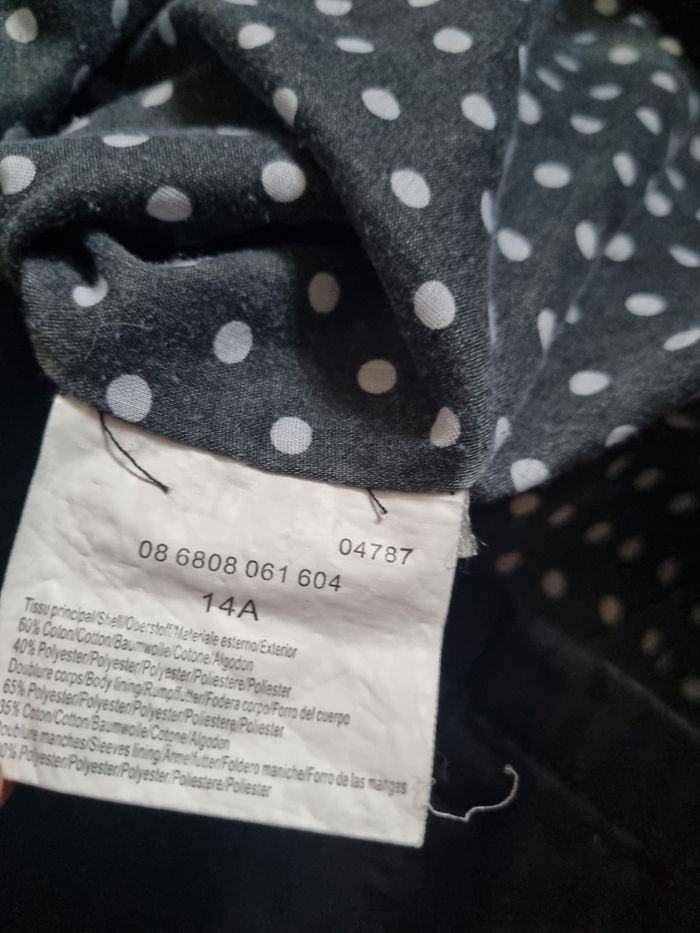 04787
08 6808 061 604
14A
Tissu principal/Shell/Oberstoff/Materiale esterno/Exterior
60% Coton/Cotton/Baumwolle/Cotone/Algodon
40% Polyester/Polyester/Polyester/Poliestere/Poliester
Doublure corps/Body lining/Rumpffutter/Fodera corpo/Forro del cuerpo
65% Polyester/Polyester/Polyester/Poliestere/Poliester
35% Coton/Cotton/Baumwolle/Cotone/Algodon
Doublure manches/Sleeves lining/Ärmelfutter/Foldero maniche/Forro de las mangas
Polyester/Polyester/Polyester/Poliestere/Poliester